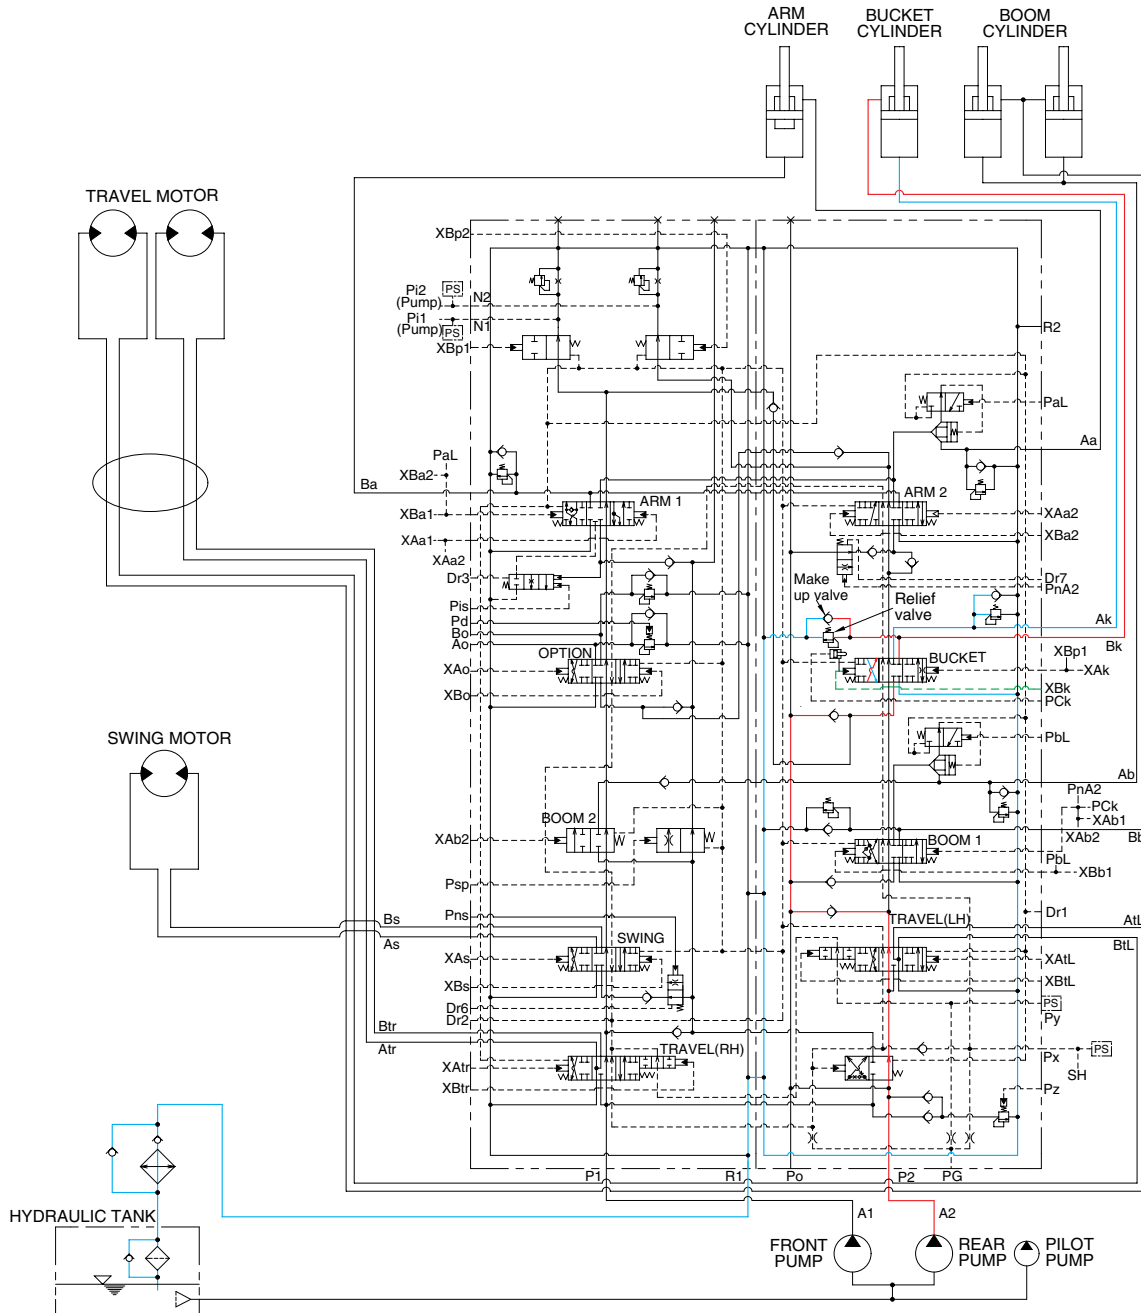 ARM
CYLINDER
BUCKET
CYLINDER
BOOM
CYLINDER
TRAVEL MOTOR
XBp2
Pi2
(Pump)
PS
N2
Pi1
(Pump)
PS
N1
XBp1
R2
PaL
Aa
PaL
XBa2
Ba
ARM 1
ARM 2
XBa1
XAa2
XAa1
XBa2
XAa2
Dr3
Dr7
PnA2
Pis
Make
up valve
Relief
valve
Pd
Bo
Ao
Ak
Bk
OPTION
BUCKET
XBp1
XAo
XAk
XBo
XBk
PCk
SWING MOTOR
PbL
Ab
PnA2
PCk
XAb1
XAb2
BOOM 2
BOOM 1
XAb2
Bb
PbL
XBb1
Psp
Pns
Bs
As
SWING
TRAVEL(LH)
Dr1
AtL
BtL
XAs
XAtL
XBs
XBtL
Dr6
Dr2
PS
Py
Btr
Atr
TRAVEL(RH)
Px
PS
SH
XAtr
XBtr
Pz
P1
R1
Po
P2
PG
HYDRAULIC TANK
A1
A2
FRONT
PUMP
REAR
PUMP
PILOT
PUMP